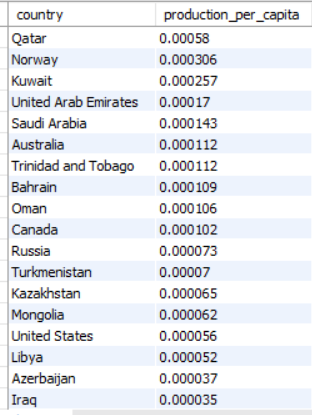 country production_per_capita
Qatar 0.00058
Norway 0.000306
Kuwait 0.000257
United Arab Emirates 0.00017
Saudi Arabia 0.000143
Australia 0.000112
Trinidad and Tobago 0.000112
Bahrain 0.000109
Oman 0.000106
Canada 0.000102
Russia 0.000073
Turkmenistan 0.00007
Kazakhstan 0.000065
Mongolia 0.000062
United States 0.000056
Libya 0.000052
Azerbaijan 0.000037
Iraq 0.000035